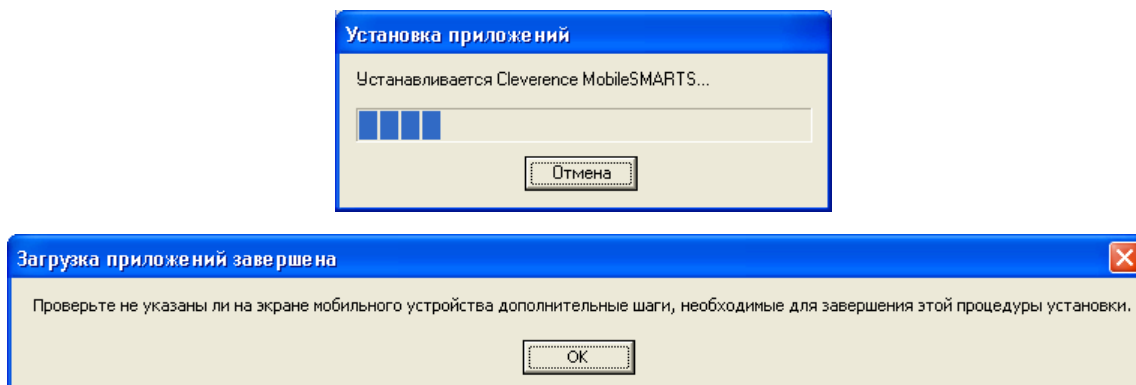 Установка приложений
Устанавливается Cleverence MobileSMARTS...
Отмена
Загрузка приложений завершена
Проверьте не указаны ли на экране мобильного устройства дополнительные шаги, необходимые для завершения этой процедуры установки.
OK